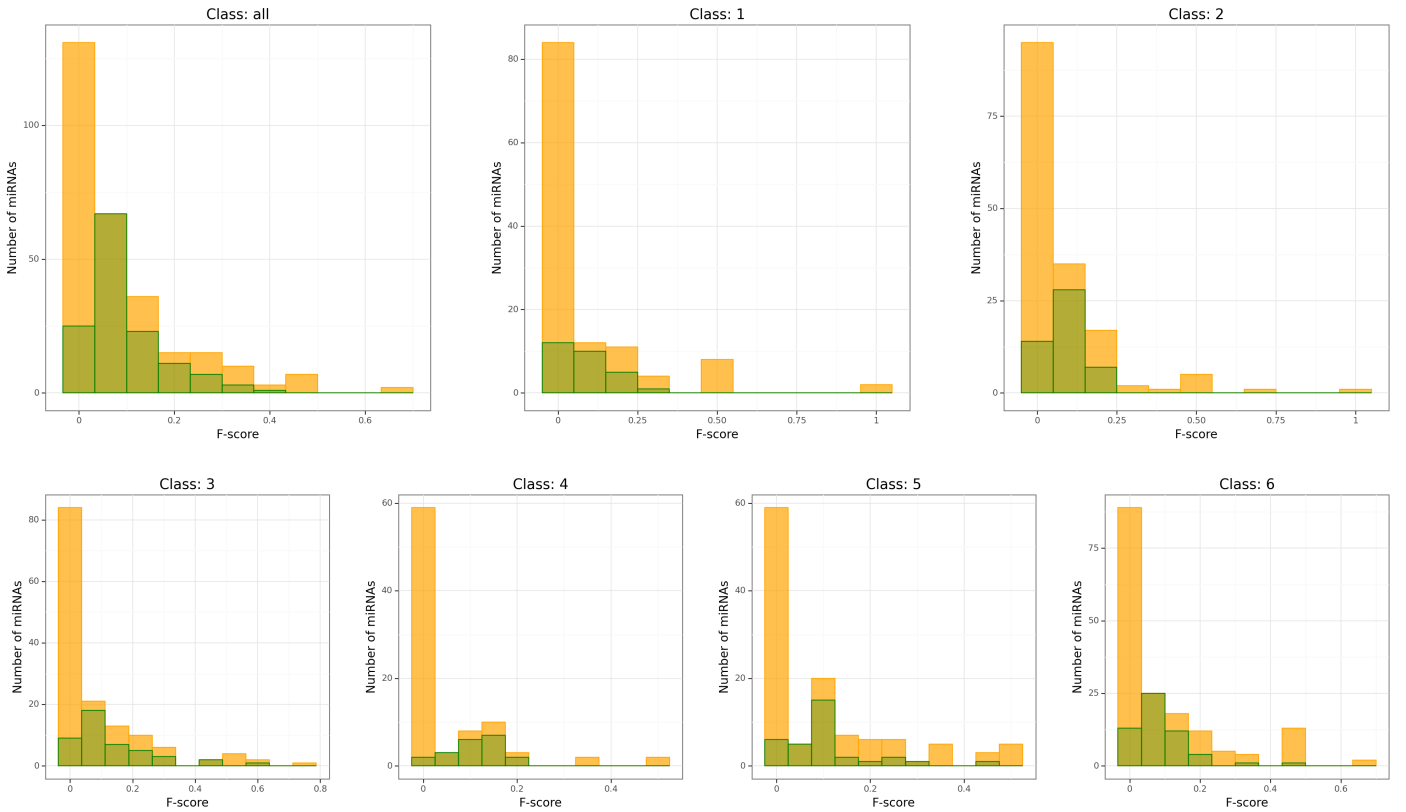 Class: all
Number of miRNAs
100
50
0
0
0.2
0.4
0.6
F-score
Class: 1
Number of miRNAs
80
60
40
20
0
0
0.25
0.50
0.75
1
F-score
Class: 2
Number of miRNAs
75
50
25
0
0
0.25
0.50
0.75
1
F-score
Class: 3
Number of miRNAs
80
60
40
20
0
0
0.2
0.4
0.6
0.8
F-score
Class: 4
Number of miRNAs
60
40
20
0
0
0.2
0.4
F-score
Class: 5
Number of miRNAs
60
40
20
0
0
0.2
0.4
F-score
Class: 6
Number of miRNAs
75
50
25
0
0
0.2
0.4
0.6
F-score